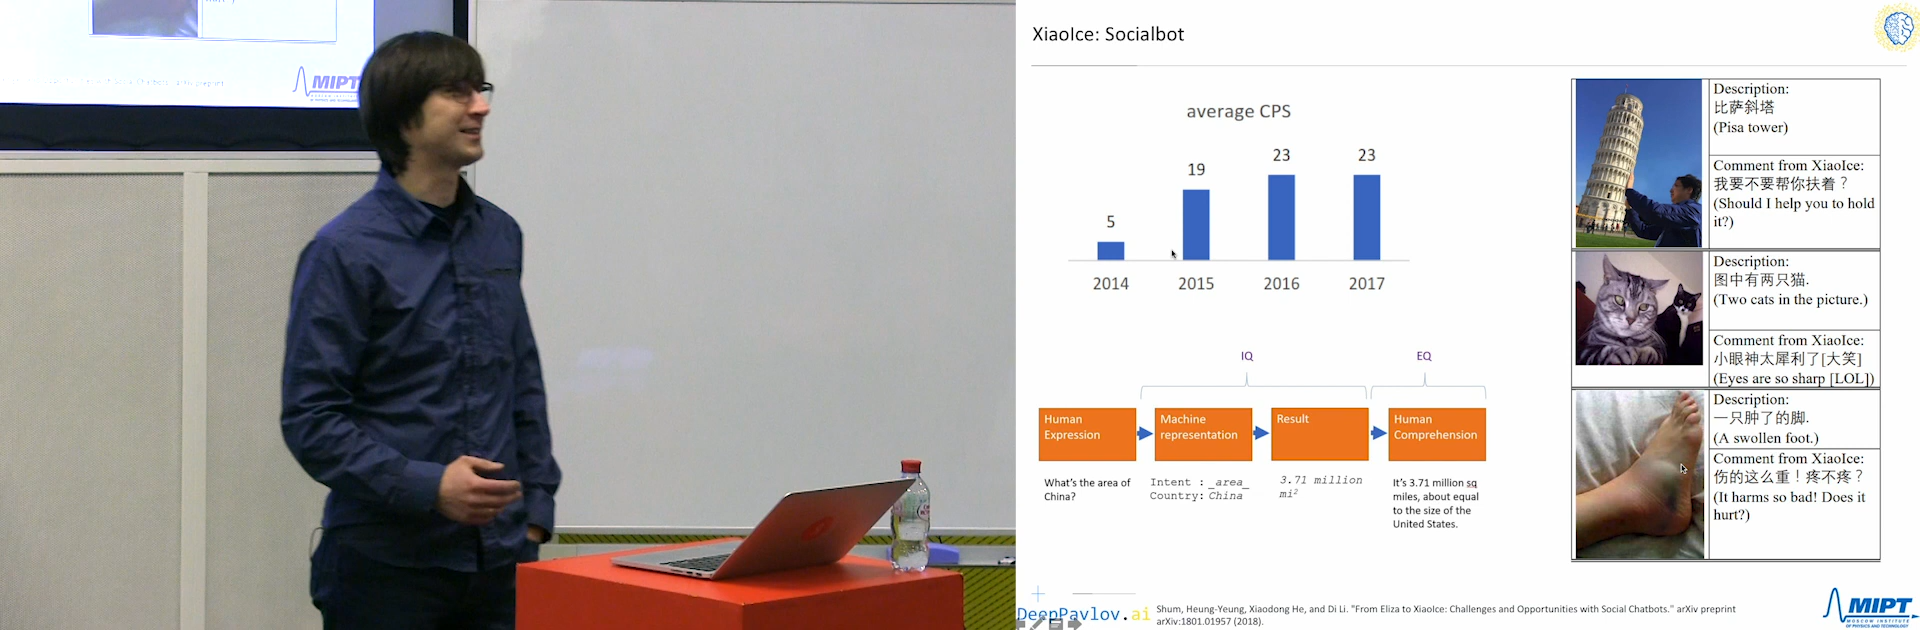 MIPT
XiaoIce: Socialbot
average CPS
5
19
23
23
2014
2015
2016
2017
IQ
EQ
Human
Expression
Machine
representation
Result
Human
Comprehension
What's the area of
China?
Intent : _area_
Country: China
3.71 million
mi²
It's 3.71 million sq
miles, about equal
to the size of the
United States.
Description:
比萨斜塔
(Pisa tower)
Comment from XiaoIce:
我要不要帮你扶着？
(Should I help you to hold
it?)
Description:
图中有两只猫.
(Two cats in the picture.)
Comment from XiaoIce:
小眼神太犀利了[大笑]
(Eyes are so sharp [LOL])
Description:
一只肿了的脚.
(A swollen foot.)
Comment from XiaoIce:
伤的这么重！疼不疼？
(It harms so bad! Does it
hurt?)
DeepPavlov.ai
Shum, Heung-Yeung, Xiaodong He, and Di Li. "From Eliza to XiaoIce: Challenges and Opportunities with Social Chatbots." arXiv preprint
arXiv:1801.01957 (2018).
MIPT
MOSCOW INSTITUTE
OF PHYSICS AND TECHNOLOGY